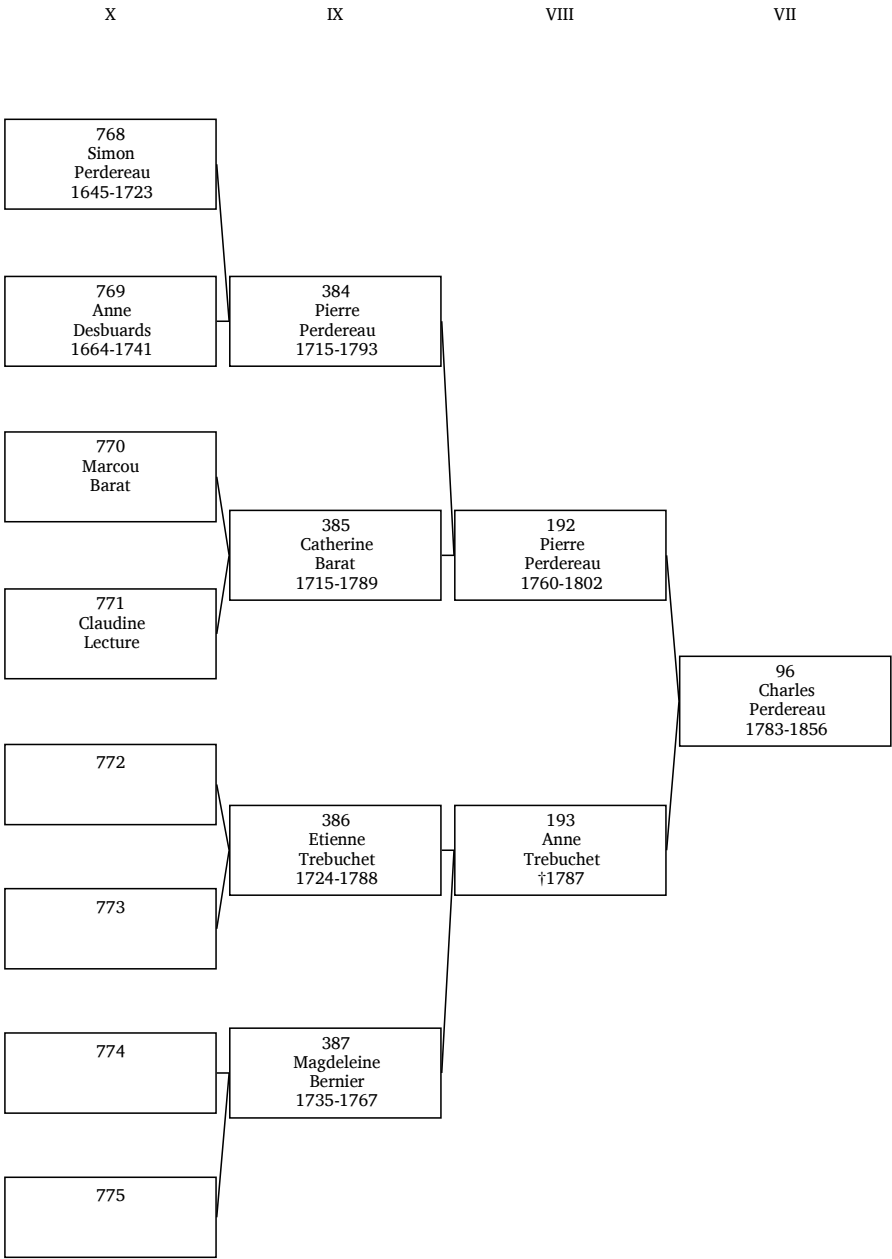 X IX VIII VII
768
Simon
Perdereau
1645-1723
769
Anne
Desbuards
1664-1741
384
Pierre
Perdereau
1715-1793
770
Marcou
Barat
385
Catherine
Barat
1715-1789
192
Pierre
Perdereau
1760-1802
771
Claudine
Lecture
96
Charles
Perdereau
1783-1856
772
386
Etienne
Trebuchet
1724-1788
193
Anne
Trebuchet
†1787
773
774
387
Magdeleine
Bernier
1735-1767
775